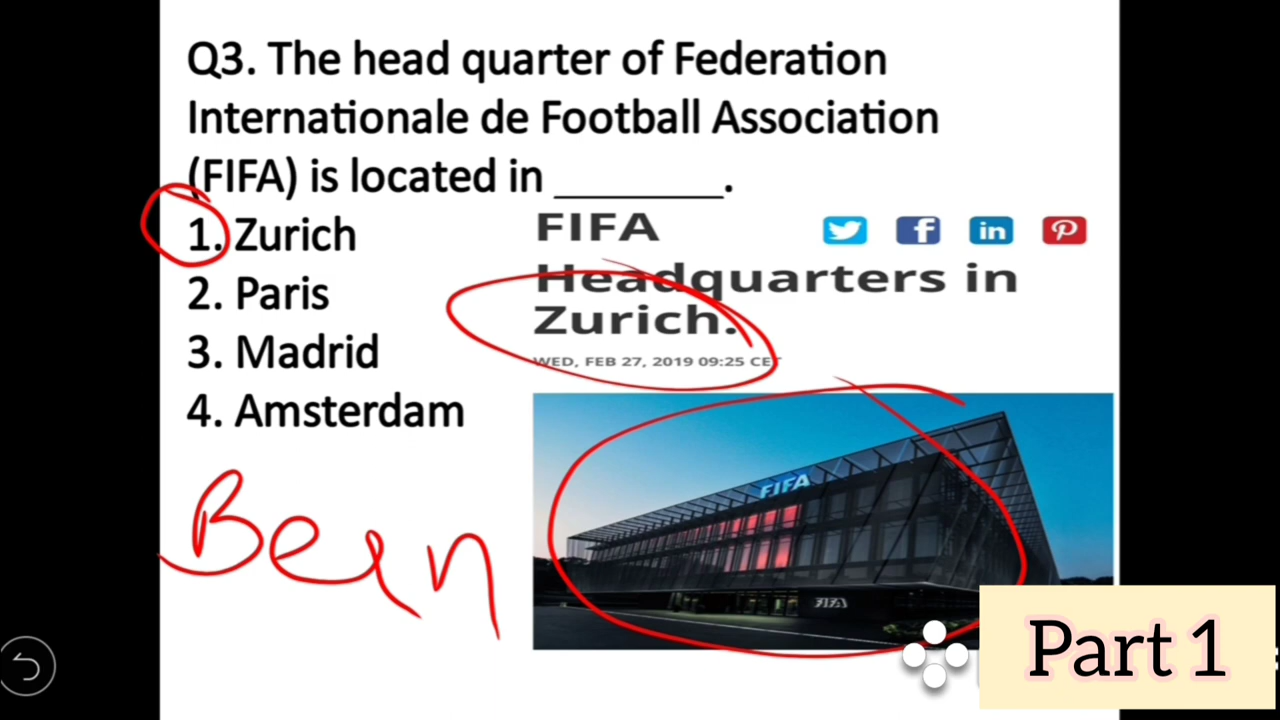 Q3. The head quarter of Federation
Internationale de Football Association
(FIFA) is located in _______.
1. Zurich
2. Paris
3. Madrid
4. Amsterdam
FIFA
Headquarters in
Zurich.
WED, FEB 27, 2019 09:25 CET
FIFA
FIFA
Bern
Part 1